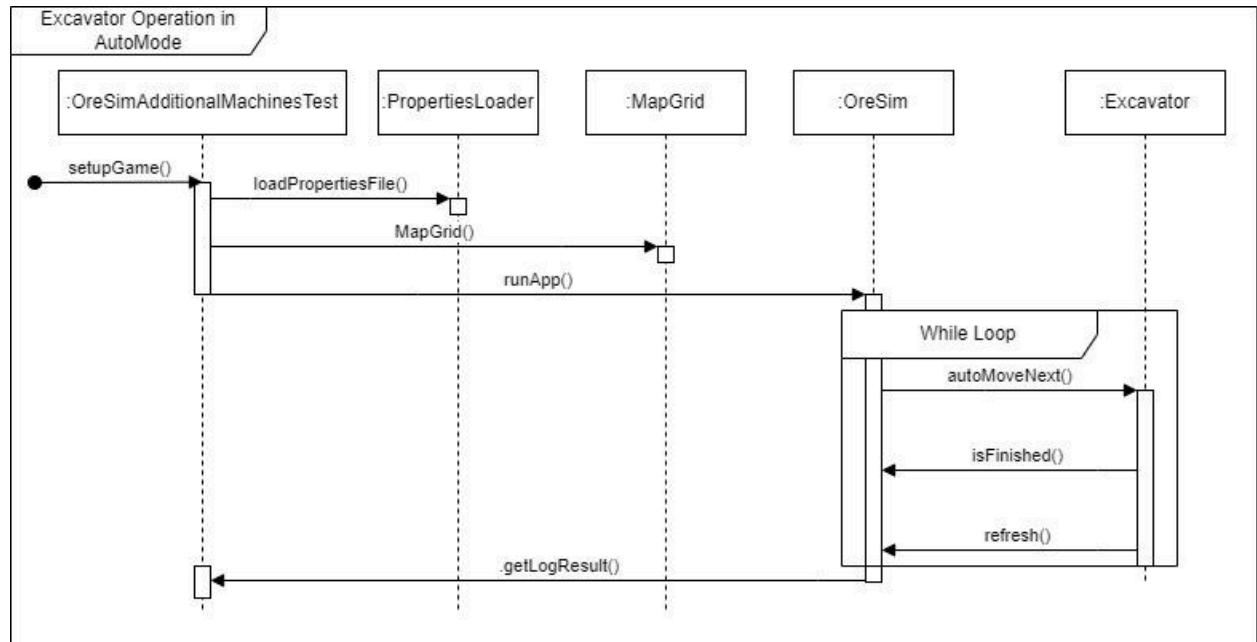 Excavator Operation in
AutoMode
:OreSimAdditionalMachinesTest
:PropertiesLoader
:MapGrid
:OreSim
:Excavator
setupGame()
loadPropertiesFile()
MapGrid()
runApp()
While Loop
autoMoveNext()
isFinished()
refresh()
.getLogResult()